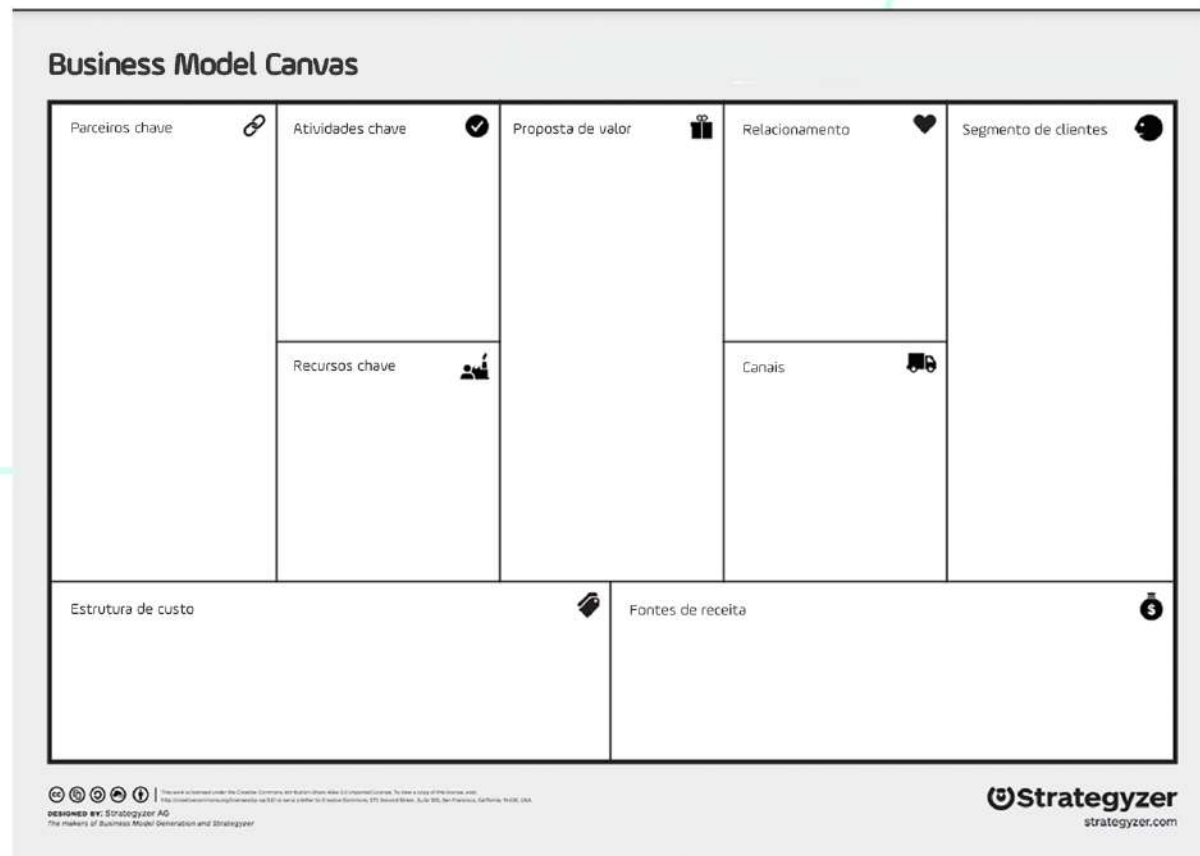 Business Model Canvas
Parceiros chave
Atividades chave
Proposta de valor
Relacionamento
Segmento de clientes
Recursos chave
Canais
Estrutura de custo
Fontes de receita
DESIGNED BY: Strategyzer AG
The makers of Business Model Generation and Strategyzer
Strategyzer
strategyzer.com